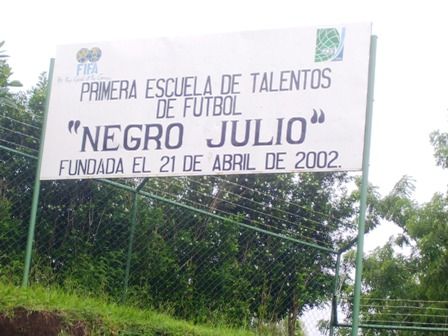 FIFA
PRIMERA ESCUELA DE TALENTOS
DE FUTBOL
"NEGRO JULIO"
FUNDADA EL 21 DE ABRIL DE 2002.